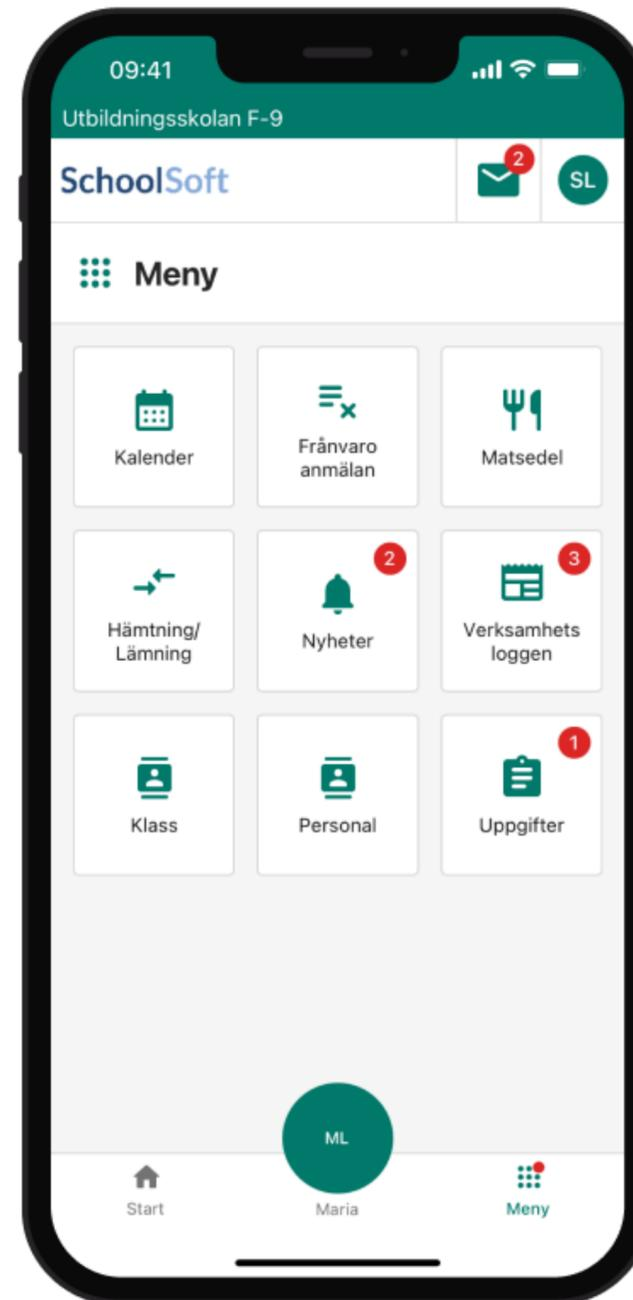 09:41
Utbildningsskolan F-9
SchoolSoft
2
SL
Meny
Kalender
Frånvaro
anmälan
Matsedel
Hämtning/
Lämning
2
Nyheter
3
Verksamhets
loggen
Klass
Personal
1
Uppgifter
ML
Start
Maria
Meny